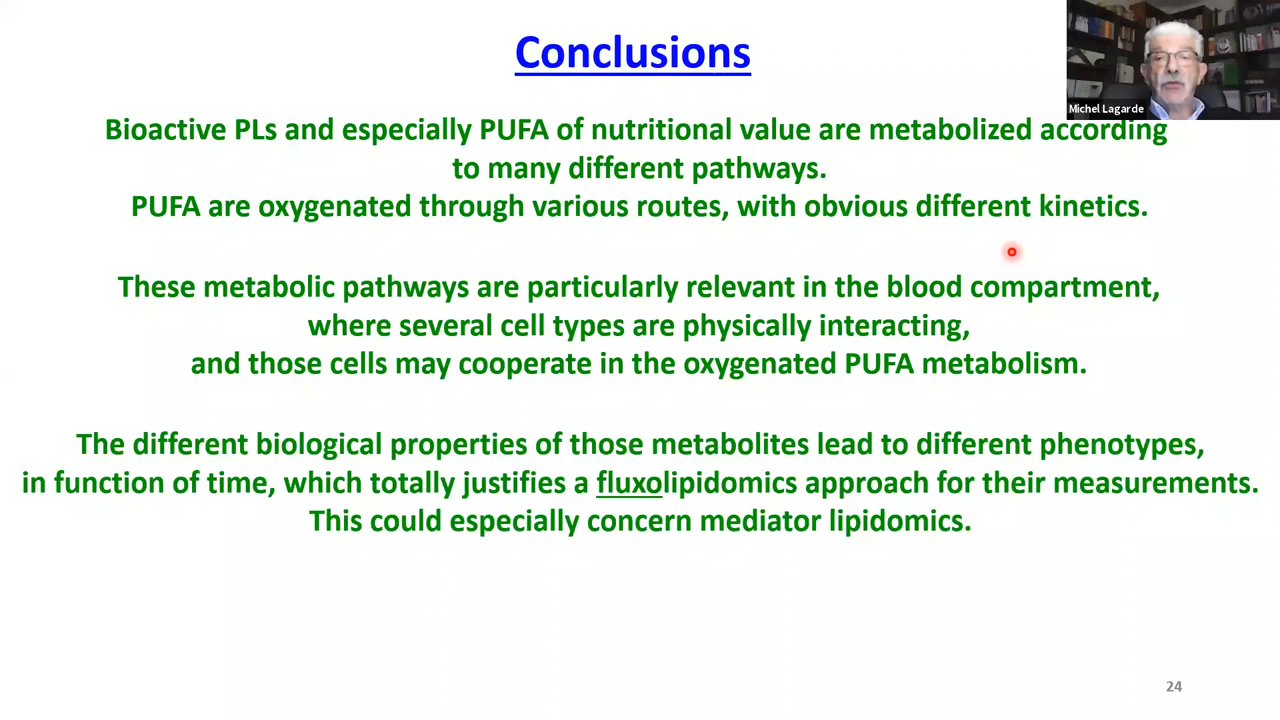 Conclusions
Michel Lagarde
Bioactive PLs and especially PUFA of nutritional value are metabolized according
to many different pathways.
PUFA are oxygenated through various routes, with obvious different kinetics.
These metabolic pathways are particularly relevant in the blood compartment,
where several cell types are physically interacting,
and those cells may cooperate in the oxygenated PUFA metabolism.
The different biological properties of those metabolites lead to different phenotypes,
in function of time, which totally justifies a fluxolipidomics approach for their measurements.
This could especially concern mediator lipidomics.
24